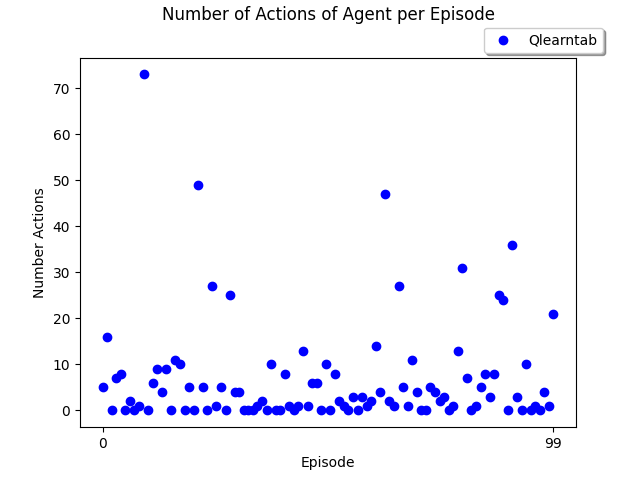 Number of Actions of Agent per Episode
Qlearntab
70
60
50
40
30
20
10
0
Number Actions
0 99
Episode